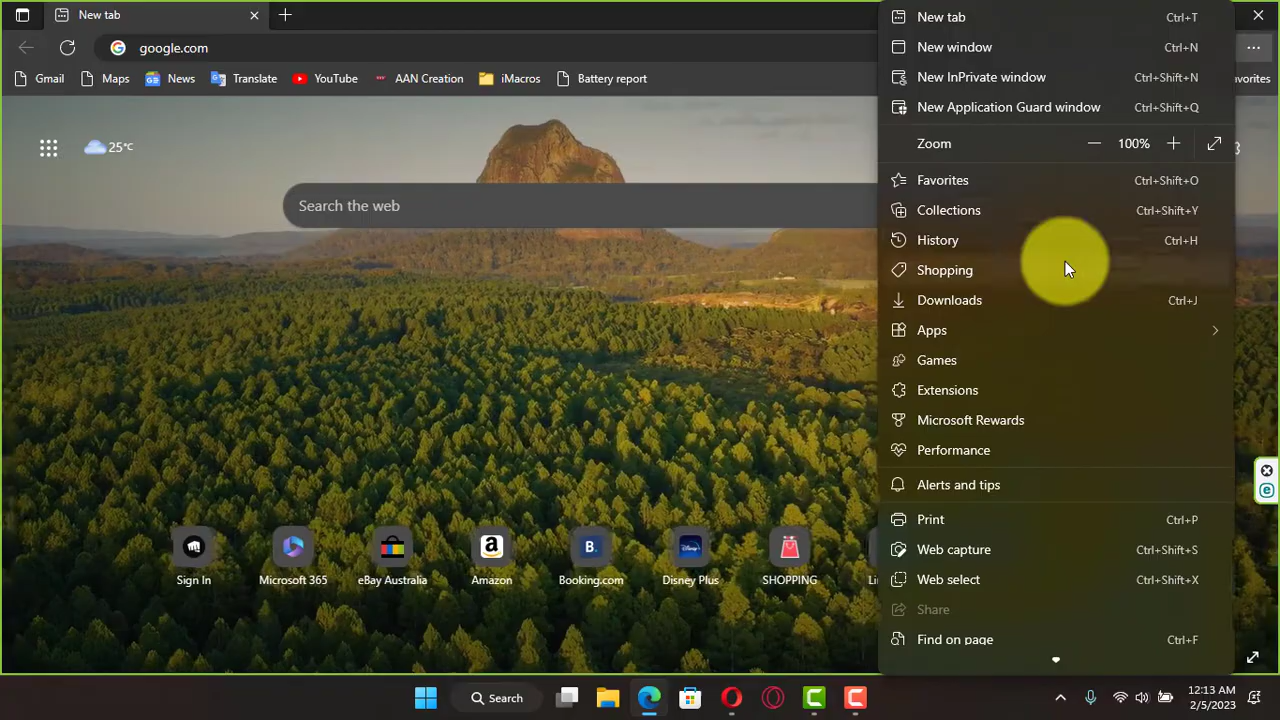 New tab
google.com
Gmail
Maps
News
Translate
YouTube
AAN Creation
iMacros
Battery report
vorites
25°C
Search the web
Sign In
Microsoft 365
eBay Australia
Amazon
B.
Booking.com
Disney+
Disney Plus
SHOPPING
Li
New tab Ctrl+T
New window Ctrl+N
New InPrivate window Ctrl+Shift+N
New Application Guard window Ctrl+Shift+Q
Zoom 100%
Favorites Ctrl+Shift+O
Collections Ctrl+Shift+Y
History Ctrl+H
Shopping
Downloads Ctrl+J
Apps
Games
Extensions
Microsoft Rewards
Performance
Alerts and tips
Print Ctrl+P
Web capture Ctrl+Shift+S
Web select Ctrl+Shift+X
Share
Find on page Ctrl+F
Search
12:13 AM
2/5/2023